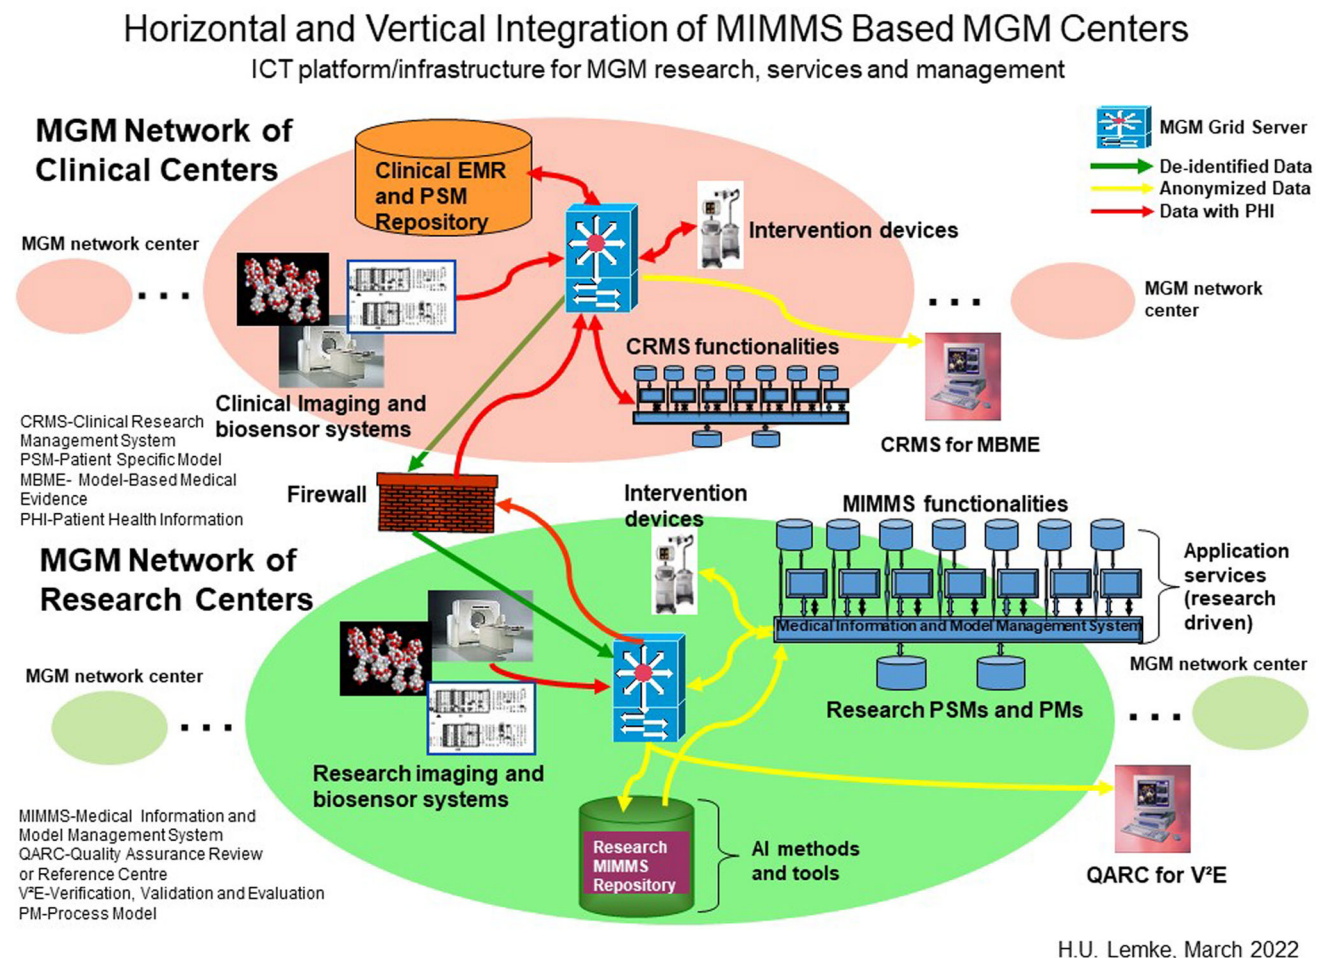 Horizontal and Vertical Integration of MIMMS Based MGM Centers
ICT platform/infrastructure for MGM research, services and management
MGM Network of
Clinical Centers
MGM Grid Server
De-identified Data
Anonymized Data
Data with PHI
Clinical EMR
and PSM
Repository
Intervention devices
MGM network center
MGM network
center
CRMS functionalities
Clinical Imaging and
biosensor systems
CRMS for MBME
CRMS-Clinical Research
Management System
PSM-Patient Specific Model
MBME- Model-Based Medical
Evidence
PHI-Patient Health Information
Firewall
Intervention
devices
MIMMS functionalities
MGM Network of
Research Centers
Application
services
(research
driven)
Medical Information and Model Management System
MGM network center
MGM network center
Research PSMs and PMs
Research imaging and
biosensor systems
MIMMS-Medical Information and
Model Management System
QARC-Quality Assurance Review
or Reference Centre
V²E-Verification, Validation and Evaluation
PM-Process Model
Research
MIMMS
Repository
AI methods
and tools
QARC for V²E
H.U. Lemke, March 2022